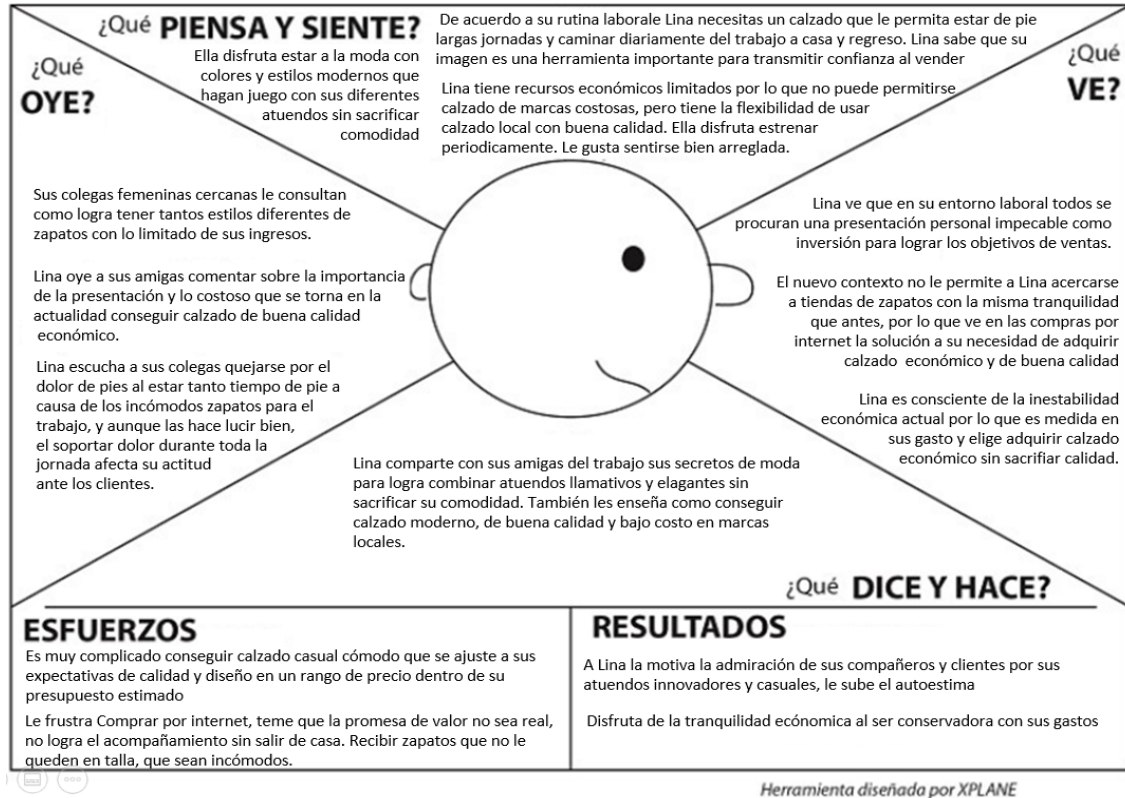 ¿Qué PIENSA Y SIENTE?
Ella disfruta estar a la moda con
colores y estilos modernos que
hagan juego con sus diferentes
atuendos sin sacrificar
comodidad
De acuerdo a su rutina laborale Lina necesitas un calzado que le permita estar de pie
largas jornadas y caminar diariamente del trabajo a casa y regreso. Lina sabe que su
imagen es una herramienta importante para transmitir confianza al vender
Lina tiene recursos económicos limitados por lo que no puede permitirse
calzado de marcas costosas, pero tiene la flexibilidad de usar
calzado local con buena calidad. Ella disfruta estrenar
periodicamente. Le gusta sentirse bien arreglada.
¿Qué
OYE?
Sus colegas femeninas cercanas le consultan
como logra tener tantos estilos diferentes de
zapatos con lo limitado de sus ingresos.
Lina oye a sus amigas comentar sobre la importancia
de la presentación y lo costoso que se torna en la
actualidad conseguir calzado de buena calidad
económico.
Lina escucha a sus colegas quejarse por el
dolor de pies al estar tanto tiempo de pie a
causa de los incómodos zapatos para el
trabajo, y aunque las hace lucir bien,
el soportar dolor durante toda la
jornada afecta su actitud
ante los clientes.
¿Qué
VE?
Lina ve que en su entorno laboral todos se
procuran una presentación personal impecable como
inversión para lograr los objetivos de ventas.
El nuevo contexto no le permite a Lina acercarse
a tiendas de zapatos con la misma tranquilidad
que antes, por lo que ve en las compras por
internet la solución a su necesidad de adquirir
calzado económico y de buena calidad
Lina es consciente de la inestabilidad
económica actual por lo que es medida en
sus gasto y elige adquirir calzado
económico sin sacrifiar calidad.
Lina comparte con sus amigas del trabajo sus secretos de moda
para logra combinar atuendos llamativos y elagantes sin
sacrificar su comodidad. También les enseña como conseguir
calzado moderno, de buena calidad y bajo costo en marcas
locales.
¿Qué DICE Y HACE?
ESFUERZOS
Es muy complicado conseguir calzado casual cómodo que se ajuste a sus
expectativas de calidad y diseño en un rango de precio dentro de su
presupuesto estimado
Le frustra Comprar por internet, teme que la promesa de valor no sea real,
no logra el acompañamiento sin salir de casa. Recibir zapatos que no le
queden en talla, que sean incómodos.
RESULTADOS
A Lina la motiva la admiración de sus compañeros y clientes por sus
atuendos innovadores y casuales, le sube el autoestima
Disfruta de la tranquilidad ecónomica al ser conservadora con sus gastos
Herramienta diseñada por XPLANE